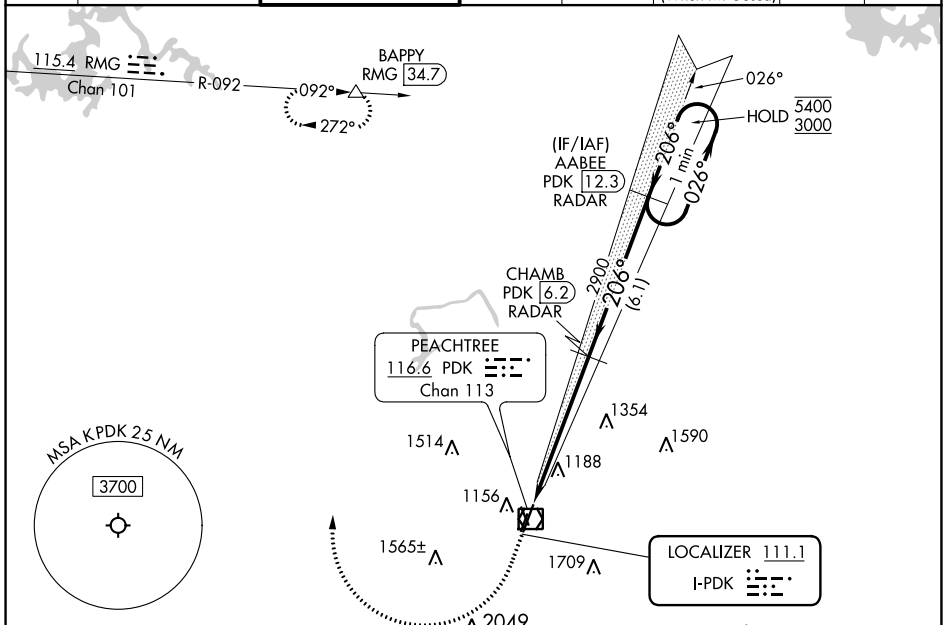 115.4 RMG
Chan 101
R-092
092°
272°
BAPPY
RMG 34.7
026°
HOLD 5400
3000
206°
1 min
026°
(IF/IAF)
AABEE
PDK 12.3
RADAR
2900
206°
(6.1)
CHAMB
PDK 6.2
RADAR
PEACHTREE
116.6 PDK
Chan 113
1354
1514
1590
1188
1156
1565±
1709
2049
MSA KPDK 25 NM
3700
LOCALIZER 111.1
I-PDK